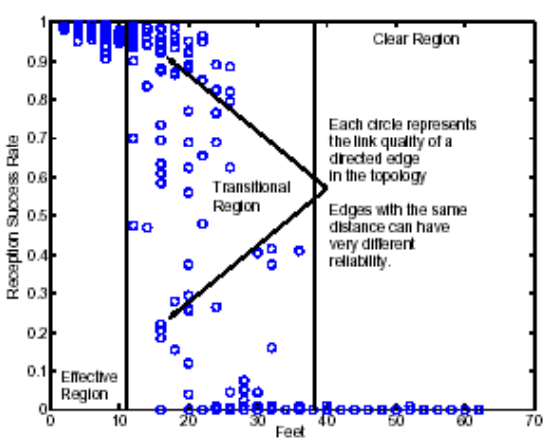 Clear Region
Each circle represents
the link quality of a
directed edge
in the topology
Edges with the same
distance can have
very different
reliability.
Transitional
Region
Effective
Region
Reception Success Rate
1
0.9
0.8
0.7
0.6
0.5
0.4
0.3
0.2
0.1
0
0 10 20 30 40 50 60 70
Feet